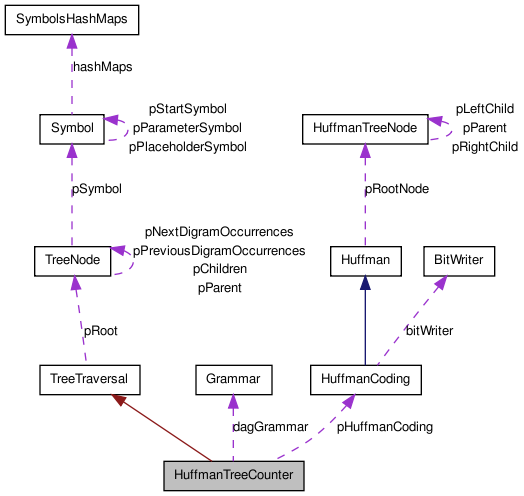 SymbolsHashMaps
hashMaps
Symbol
pStartSymbol
pParameterSymbol
pPlaceholderSymbol
HuffmanTreeNode
pLeftChild
pParent
pRightChild
pSymbol
pRootNode
TreeNode
pNextDigramOccurrences
pPreviousDigramOccurrences
pChildren
pParent
Huffman
BitWriter
pRoot
bitWriter
TreeTraversal
Grammar
HuffmanCoding
dagGrammar
pHuffmanCoding
HuffmanTreeCounter